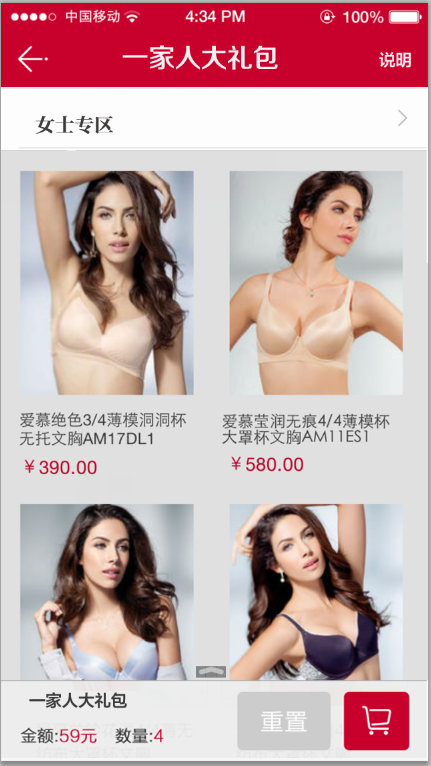 中国移动 4:34 PM 100%
一家人大礼包 说明
女士专区
爱慕绝色3/4薄模洞洞杯
无托文胸AM17DL1
￥390.00
爱慕莹润无痕4/4薄模杯
大罩杯文胸AM11ES1
￥580.00
一家人大礼包
金额:59元 数量:4
重置